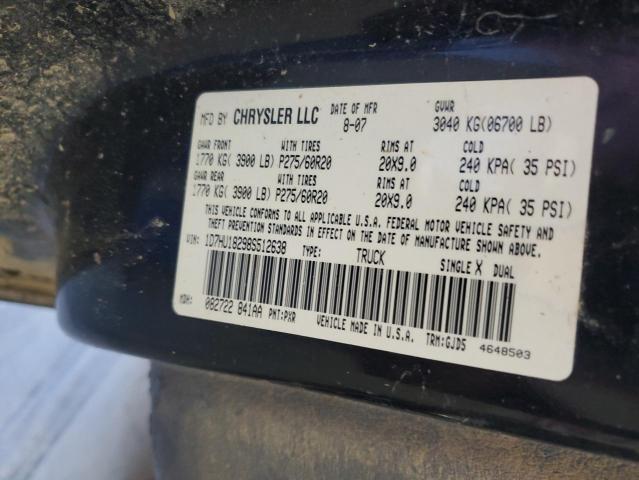 MFD BY CHRYSLER LLC DATE OF MFR 8-07 GVWR 3040 KG(06700 LB)
GAWR FRONT WITH TIRES RIMS AT COLD
1770 KG( 3900 LB) P275/60R20 20X9.0 240 KPA( 35 PSI)
GAWR REAR WITH TIRES RIMS AT COLD
1770 KG( 3900 LB) P275/60R20 20X9.0 240 KPA( 35 PSI)
THIS VEHICLE CONFORMS TO ALL APPLICABLE U.S.A. FEDERAL MOTOR VEHICLE SAFETY AND
THEFT PREVENTION STANDARDS IN EFFECT ON THE DATE OF MANUFACTURE SHOWN ABOVE.
VIN: 1D7HU18298S512638 TYPE: TRUCK SINGLE X DUAL
MDH: 082722 841AA PNT:PXR VEHICLE MADE IN U.S.A. TRM:GJD5 4648503